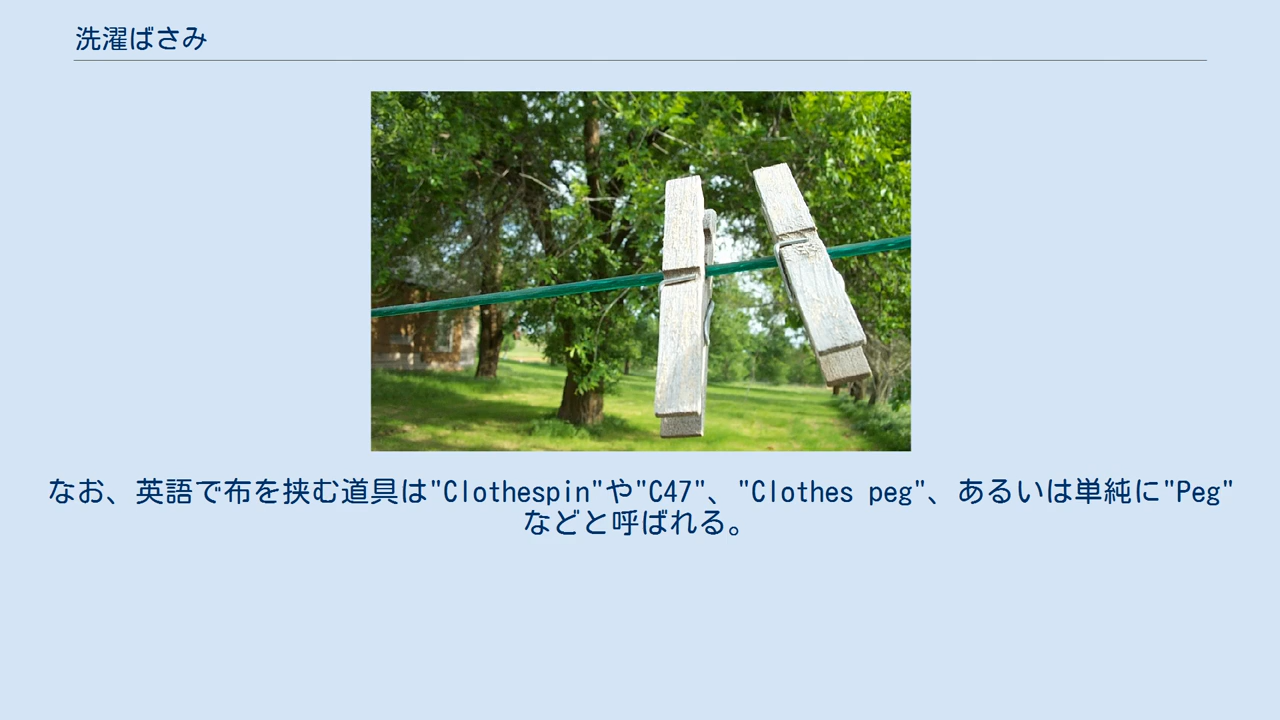 洗濯ばさみ
なお、英語で布を挟む道具は"Clothespin"や"C47"、"Clothes peg"、あるいは単純に"Peg"
などと呼ばれる。